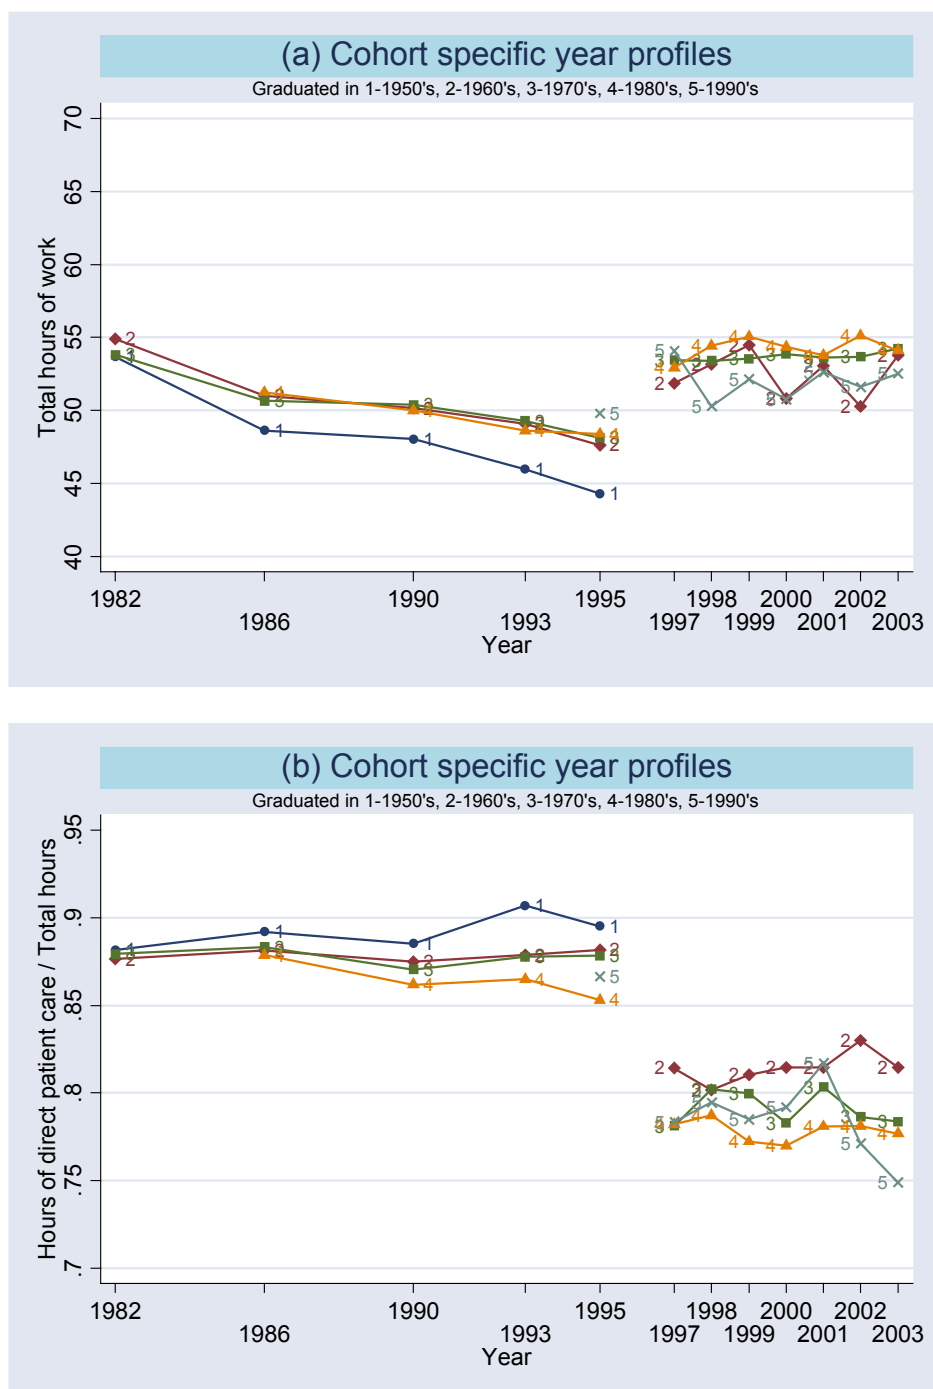 (a) Cohort specific year profiles
Graduated in 1-1950's, 2-1960's, 3-1970's, 4-1980's, 5-1990's
Total hours of work
70
65
60
55
50
45
40
1982 1990 1995 1998 2000 2002
1986 1993 1997 1999 2001 2003
Year
(b) Cohort specific year profiles
Graduated in 1-1950's, 2-1960's, 3-1970's, 4-1980's, 5-1990's
Hours of direct patient care / Total hours
.95
.9
.85
.8
.75
.7
1982 1990 1995 1998 2000 2002
1986 1993 1997 1999 2001 2003
Year